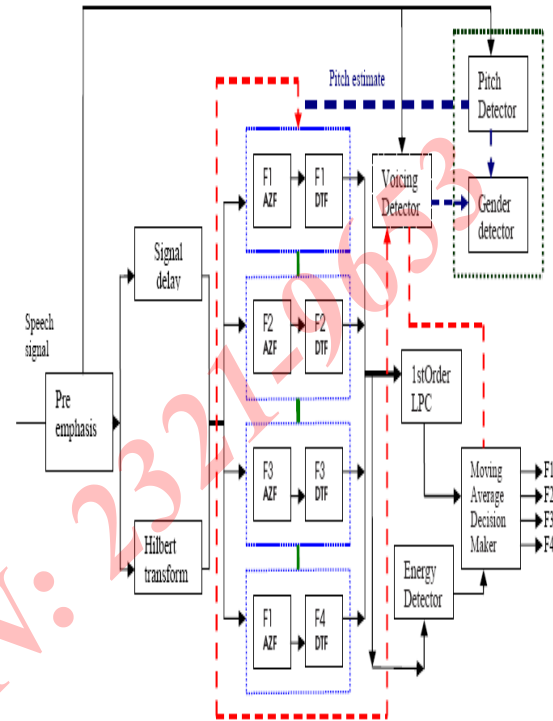 Pitch estimate
Pitch
Detector
F1
AZF
F1
DTF
Voicing
Detector
Gender
detector
Signal
delay
F2
AZF
F2
DTF
Speech
signal
Pre
emphasis
1stOrder
LPC
F3
AZF
F3
DTF
Moving
Average
Decision
Maker
F1
F2
F3
F4
Hilbert
transform
Energy
Detector
F1
AZF
F4
DTF
N: 2321-9653